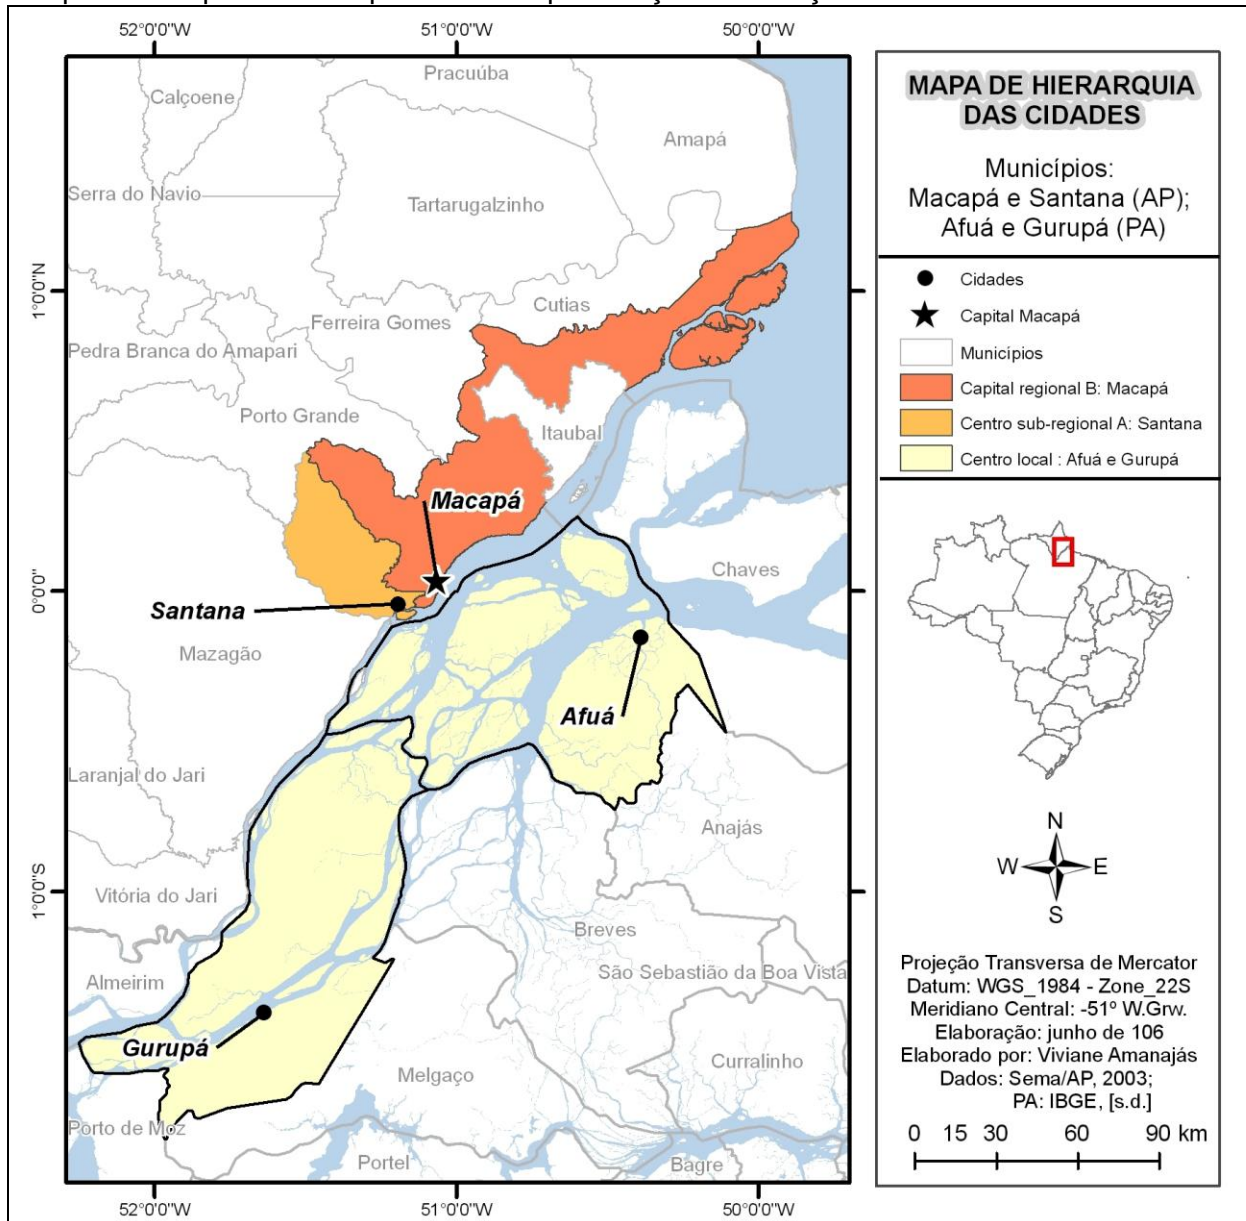 52°0'0"W 51°0'0"W 50°0'0"W
Pracuúba
Calçoene
Amapá
Serra do Navio
Tartarugalzinho
1°0'0"N
Cutias
Ferreira Gomes
Pedra Branca do Amapari
Porto Grande
Itaubal
Macapá
Chaves
0°0'0"
Santana
Mazagão
Afuá
Laranjal do Jari
Anajás
1°0'0"S
Vitória do Jari
Breves
São Sebastião da Boa Vista
Almeirim
Gurupá
Curralinho
Melgaço
Porto de Moz
Portel
Bagre
52°0'0"W 51°0'0"W 50°0'0"W
MAPA DE HIERARQUIA
DAS CIDADES
Municípios:
Macapá e Santana (AP);
Afuá e Gurupá (PA)
Cidades
Capital Macapá
Municípios
Capital regional B: Macapá
Centro sub-regional A: Santana
Centro local : Afuá e Gurupá
N
W E
S
Projeção Transversa de Mercator
Datum: WGS_1984 - Zone_22S
Meridiano Central: -51º W.Grw.
Elaboração: junho de 106
Elaborado por: Viviane Amanajás
Dados: Sema/AP, 2003;
PA: IBGE, [s.d.]
0 15 30 60 90 km